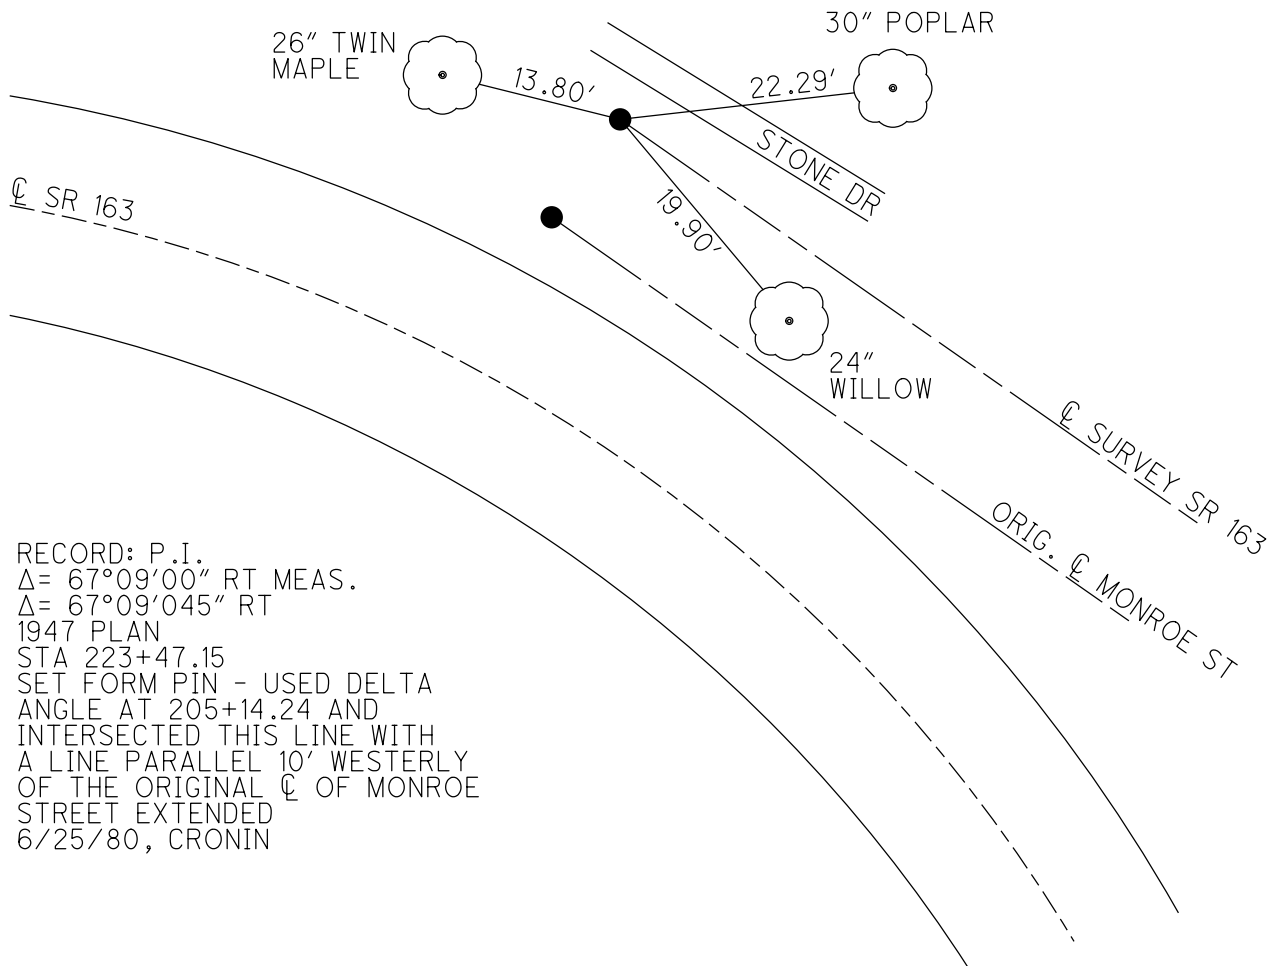 30" POPLAR
26" TWIN
MAPLE
13.80'
22.29'
STONE DR
℄ SR 163
19.90'
24"
WILLOW
℄ SURVEY SR 163
ORIG. ℄ MONROE ST
RECORD: P.I.
Δ= 67°09'00" RT MEAS.
Δ= 67°09'045" RT
1947 PLAN
STA 223+47.15
SET FORM PIN - USED DELTA
ANGLE AT 205+14.24 AND
INTERSECTED THIS LINE WITH
A LINE PARALLEL 10' WESTERLY
OF THE ORIGINAL ℄ OF MONROE
STREET EXTENDED
6/25/80, CRONIN